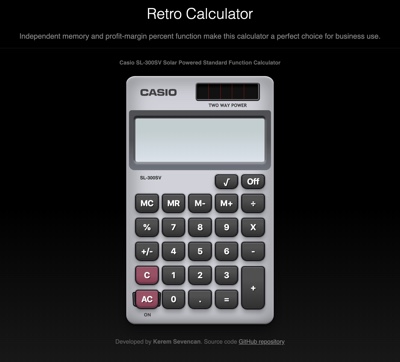 Retro Calculator
Independent memory and profit-margin percent function make this calculator a perfect choice for business use.
Casio SL-300SV Solar Powered Standard Function Calculator
CASIO
TWO WAY POWER
SL-300SV
√ Off
MC MR M- M+ ÷
% 7 8 9 X
+/- 4 5 6 -
C 1 2 3
+
AC 0 . =
ON
Developed by Kerem Sevencan. Source code GitHub repository